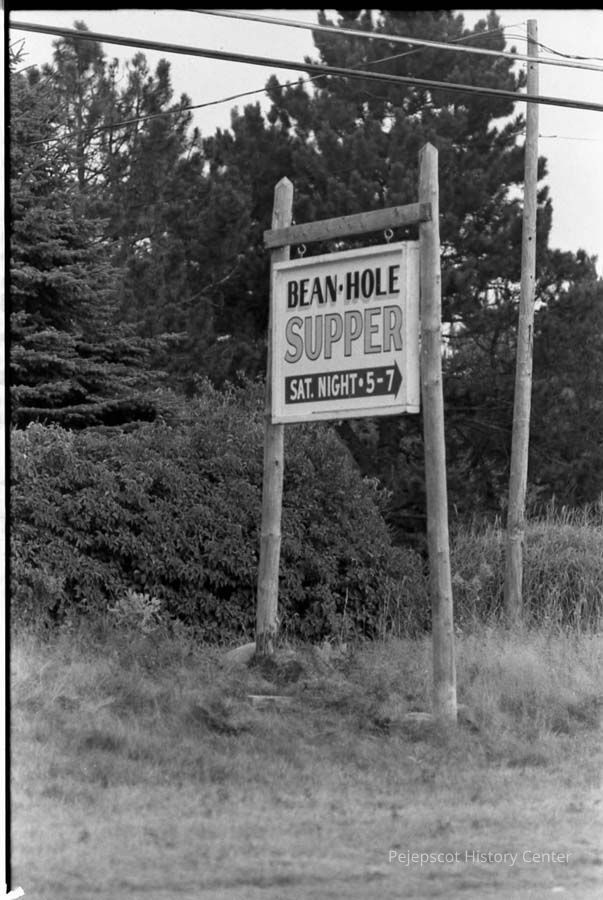 BEAN·HOLE
SUPPER
SAT. NIGHT·5-7
Pejepscot History Center